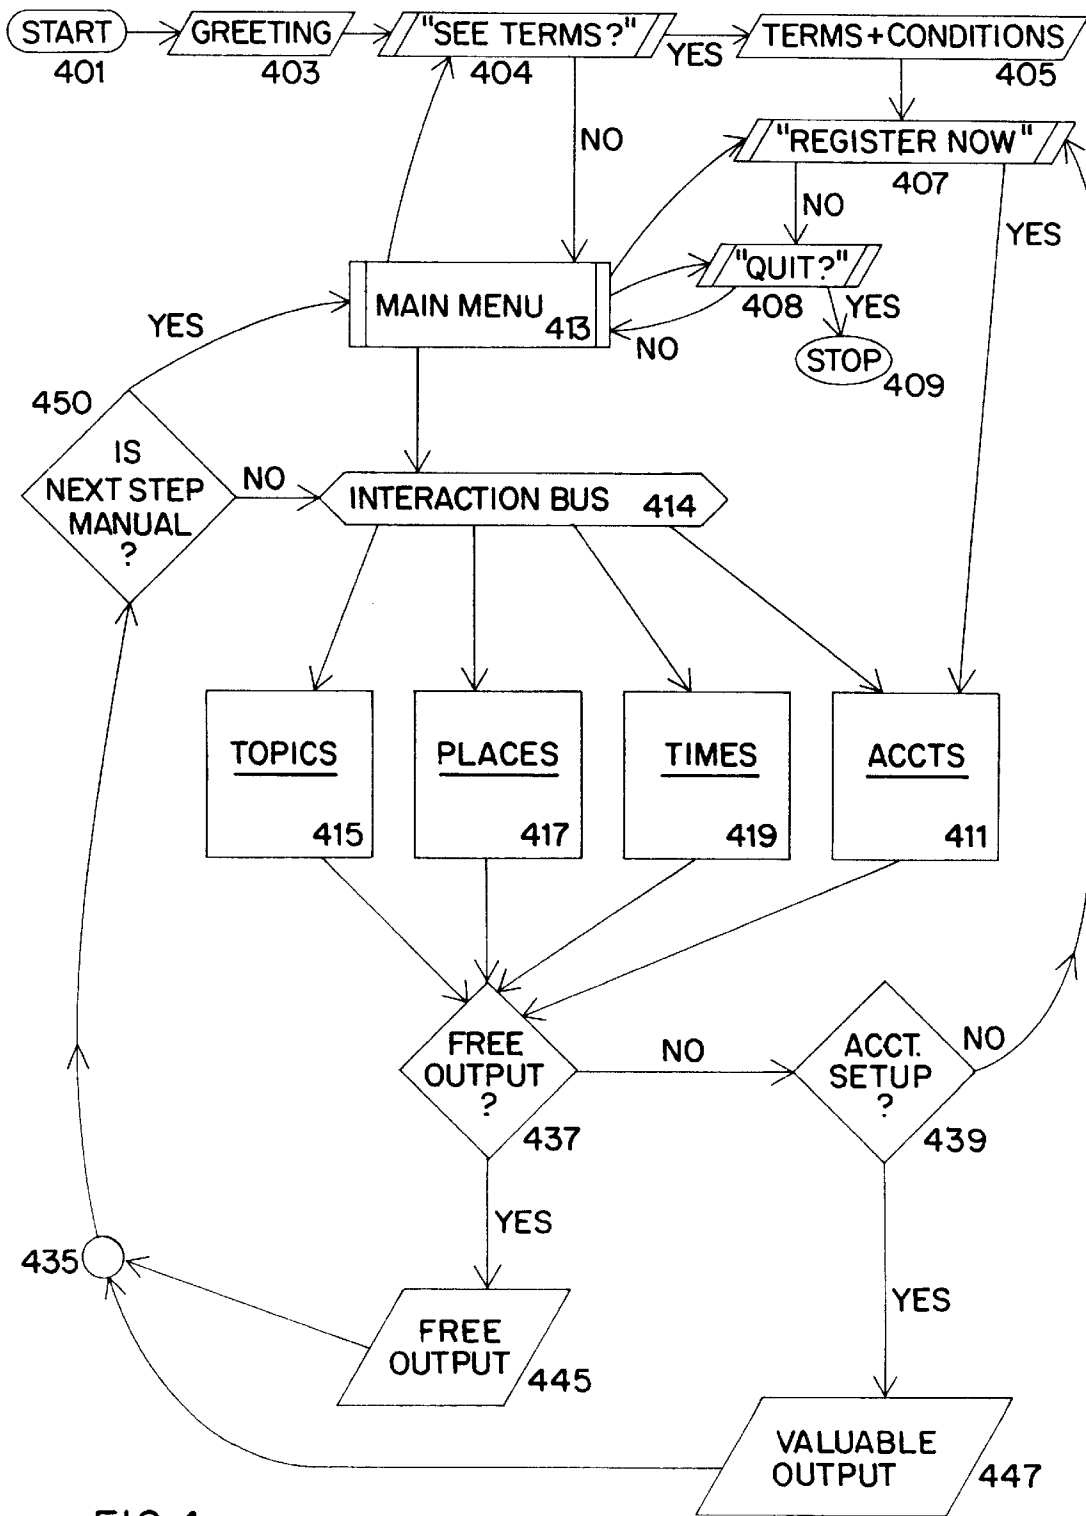 START
401
GREETING
403
"SEE TERMS?"
404
YES
TERMS+CONDITIONS
405
NO
"REGISTER NOW"
407
NO
YES
"QUIT?"
408
YES
NO
STOP
409
MAIN MENU
413
YES
450
IS
NEXT STEP
MANUAL
?
NO
INTERACTION BUS
414
TOPICS
415
PLACES
417
TIMES
419
ACCTS
411
FREE
OUTPUT
?
437
NO
ACCT.
SETUP
?
439
NO
YES
YES
435
FREE
OUTPUT
445
VALUABLE
OUTPUT
447